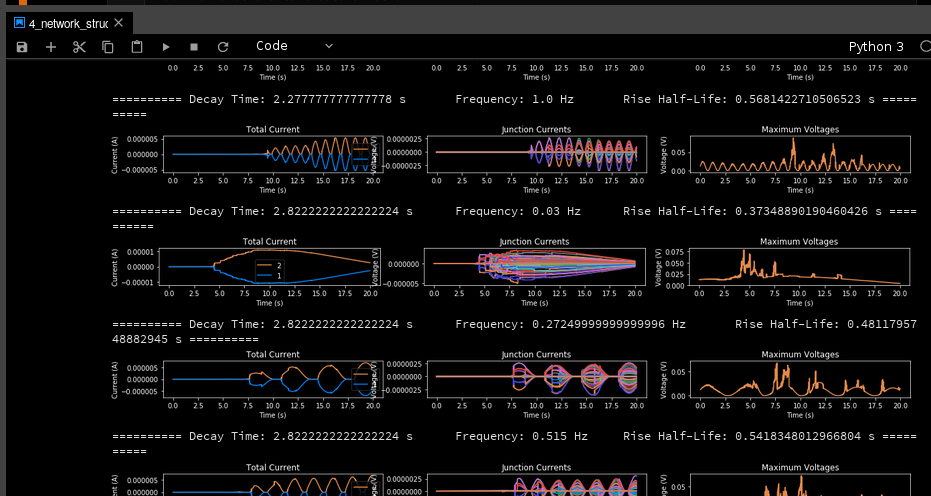 4_network_struc
Code
Python 3
0.0 2.5 5.0 7.5 10.0 12.5 15.0 17.5 20.0
Time (s)
0.0 2.5 5.0 7.5 10.0 12.5 15.0 17.5 20.0
Time (s)
0.0 2.5 5.0 7.5 10.0 12.5 15.0 17.5 20.0
Time (s)
========== Decay Time: 2.277777777777778 s Frequency: 1.0 Hz Rise Half-Life: 0.5681422710506523 s =====
=====
Total Current
Current (A)
0.000005
0.000000
−0.000005
0.0 2.5 5.0 7.5 10.0 12.5 15.0 17.5 20.0
Time (s)
Junction Currents
Voltage (V)
0.0000025
0.0000000
−0.0000025
0.0 2.5 5.0 7.5 10.0 12.5 15.0 17.5 20.0
Time (s)
Maximum Voltages
Voltage (V)
0.05
0.00
0.0 2.5 5.0 7.5 10.0 12.5 15.0 17.5 20.0
Time (s)
========== Decay Time: 2.8222222222222224 s Frequency: 0.03 Hz Rise Half-Life: 0.37348890190460426 s ====
======
Total Current
Current (A)
0.00001
0.00000
−0.00001
2
1
0.0 2.5 5.0 7.5 10.0 12.5 15.0 17.5 20.0
Time (s)
Junction Currents
Voltage (V)
0.000000
−0.000005
0.0 2.5 5.0 7.5 10.0 12.5 15.0 17.5 20.0
Time (s)
Maximum Voltages
Voltage (V)
0.075
0.050
0.025
0.000
0.0 2.5 5.0 7.5 10.0 12.5 15.0 17.5 20.0
Time (s)
========== Decay Time: 2.8222222222222224 s Frequency: 0.27249999999999996 Hz Rise Half-Life: 0.48117957
48882945 s ==========
Total Current
Current (A)
0.000005
0.000000
−0.000005
0.0 2.5 5.0 7.5 10.0 12.5 15.0 17.5 20.0
Time (s)
Junction Currents
Voltage (V)
0.0000025
0.0000000
−0.0000025
0.0 2.5 5.0 7.5 10.0 12.5 15.0 17.5 20.0
Time (s)
Maximum Voltages
Voltage (V)
0.05
0.00
0.0 2.5 5.0 7.5 10.0 12.5 15.0 17.5 20.0
Time (s)
========== Decay Time: 2.8222222222222224 s Frequency: 0.515 Hz Rise Half-Life: 0.5418348012966804 s =====
=====
Total Current
0.000005
0.000000
Junction Currents
0.0000025
0.0000000
Maximum Voltages
0.05